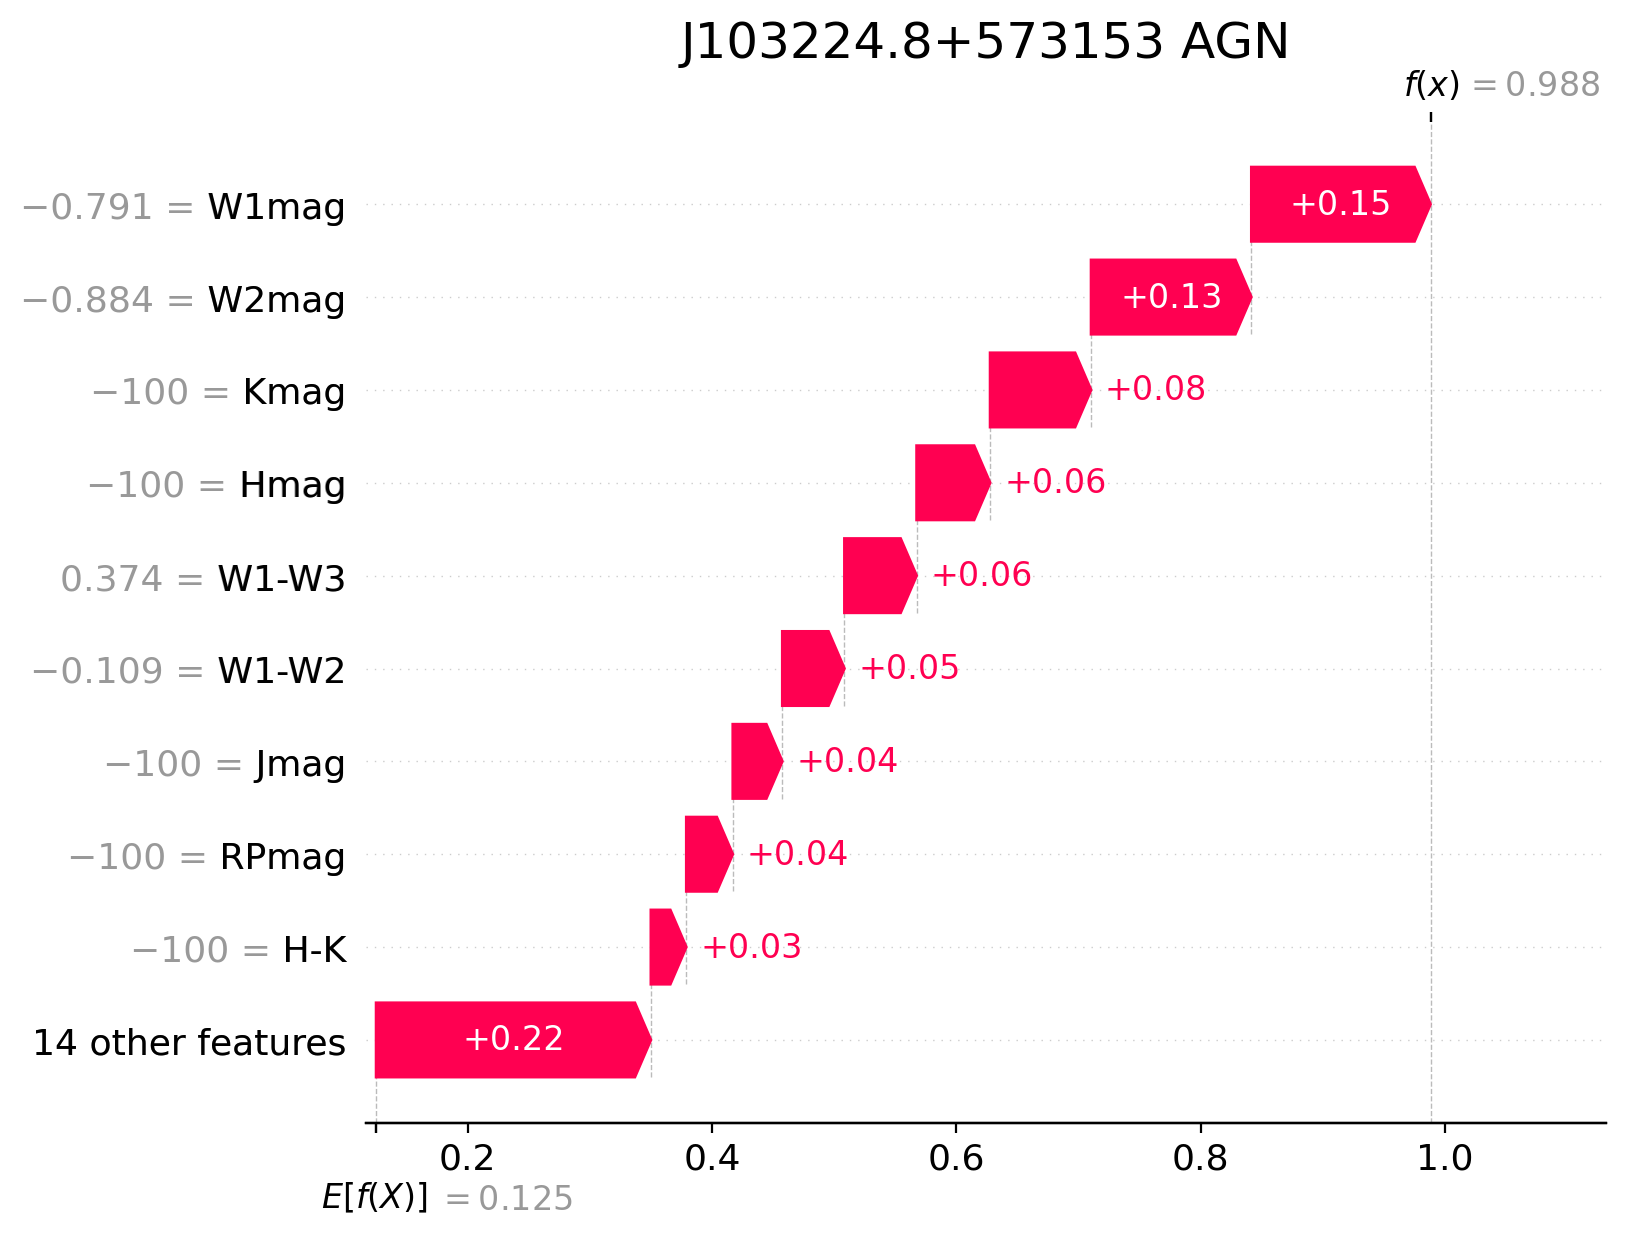 J103224.8+573153 AGN
f(x) = 0.988
−0.791 = W1mag +0.15
−0.884 = W2mag +0.13
−100 = Kmag +0.08
−100 = Hmag +0.06
0.374 = W1-W3 +0.06
−0.109 = W1-W2 +0.05
−100 = Jmag +0.04
−100 = RPmag +0.04
−100 = H-K +0.03
14 other features +0.22
0.2 0.4 0.6 0.8 1.0
E[f(X)] = 0.125